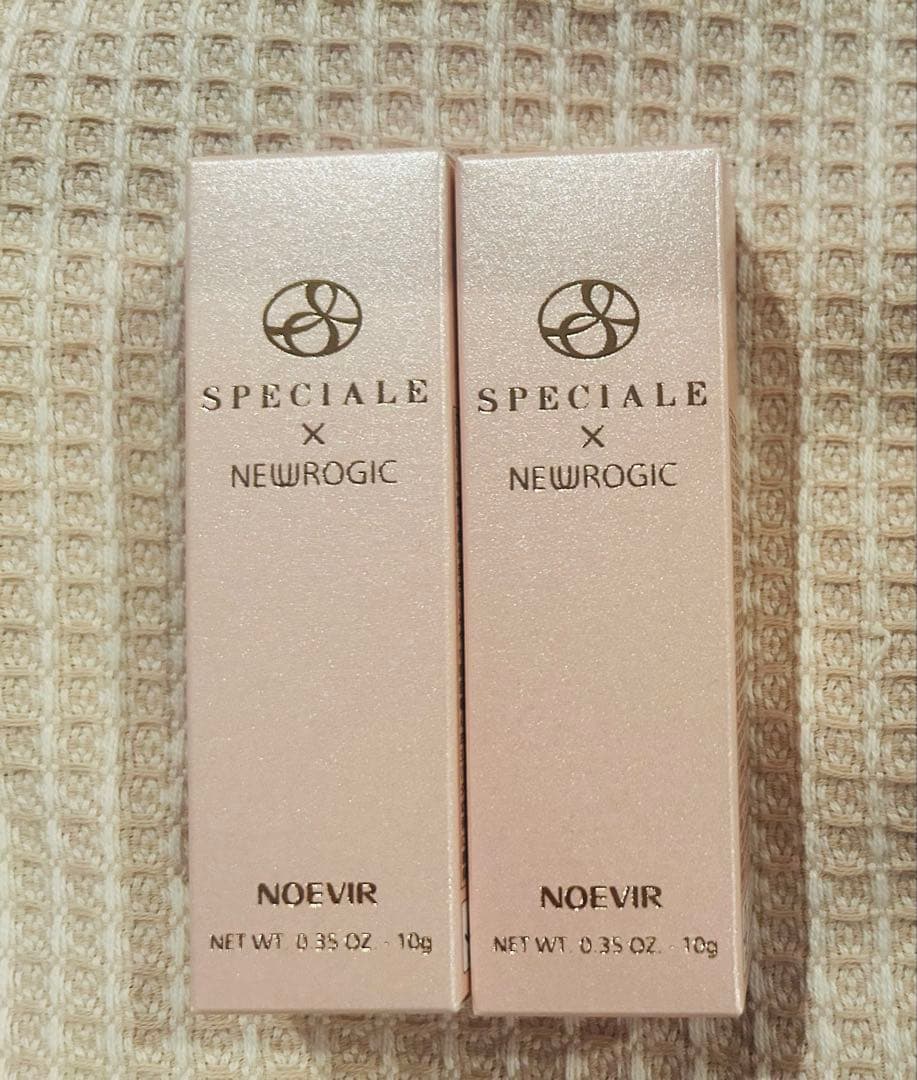 SPECIALE
×
NEWROGIC
NOEVIR
NET WT. 0.35 OZ. - 10g
SPECIALE
×
NEWROGIC
NOEVIR
NET WT. 0.35 OZ. - 10g